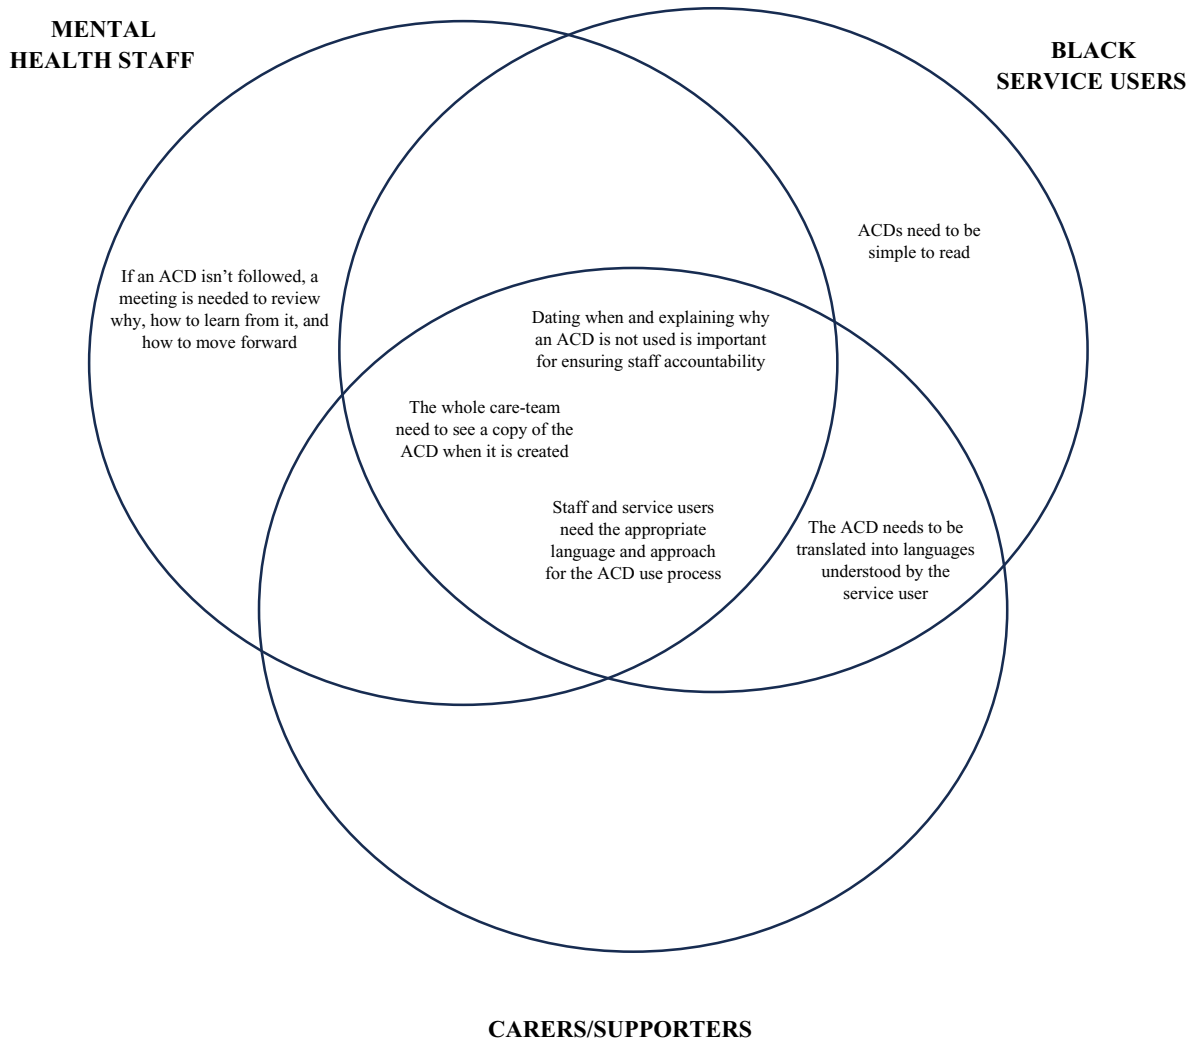 MENTAL
HEALTH STAFF
BLACK
SERVICE USERS
ACDs need to be
simple to read
If an ACD isn’t followed, a
meeting is needed to review
why, how to learn from it, and
how to move forward
Dating when and explaining why
an ACD is not used is important
for ensuring staff accountability
The whole care-team
need to see a copy of the
ACD when it is created
Staff and service users
need the appropriate
language and approach
for the ACD use process
The ACD needs to be
translated into languages
understood by the
service user
CARERS/SUPPORTERS